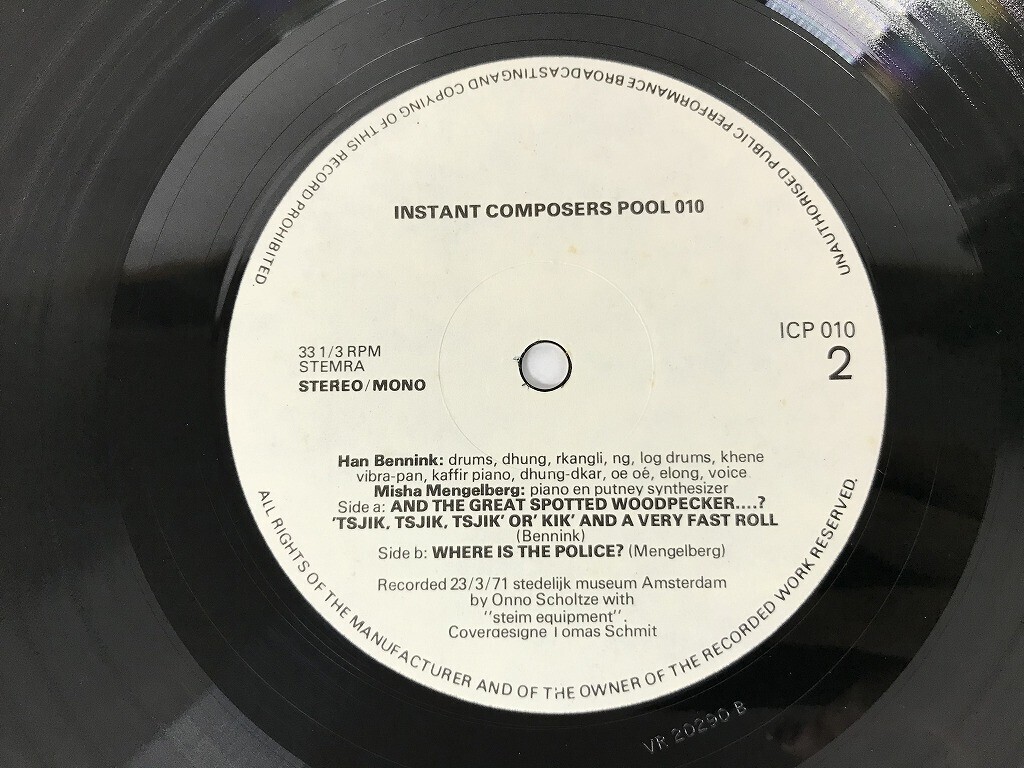 UNAUTHORISED PUBLIC PERFORMANCE BROADCASTING AND COPYING OF THIS RECORD PROHIBITED.
INSTANT COMPOSERS POOL 010
33 1/3 RPM
STEMRA
STEREO/MONO
ICP 010
2
Han Bennink: drums, dhung, rkangli, ng, log drums, khene
vibra-pan, kaffir piano, dhung-dkar, oe oé, elong, voice.
Misha Mengelberg: piano en putney synthesizer
Side a: AND THE GREAT SPOTTED WOODPECKER....?
'TSJIK, TSJIK, TSJIK' OR' KIK' AND A VERY FAST ROLL
(Bennink)
Side b: WHERE IS THE POLICE? (Mengelberg)
Recorded 23/3/71 stedelijk museum Amsterdam
by Onno Scholtze with
"steim equipment".
Coverdesigne Tomas Schmit
ALL RIGHTS OF THE MANUFACTURER AND OF THE OWNER OF THE RECORDED WORK RESERVED.
VR 20290 B